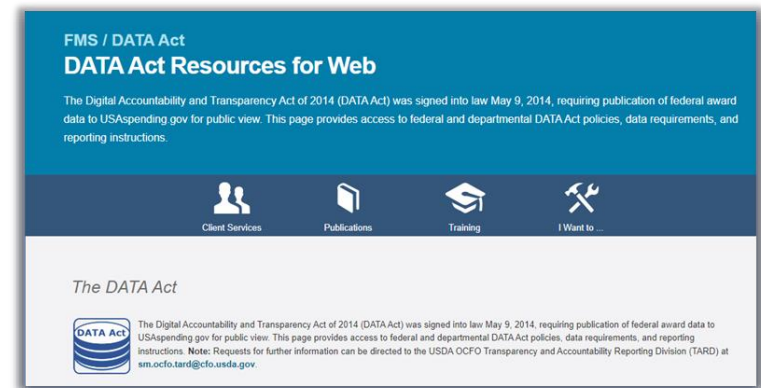 FMS / DATA Act
DATA Act Resources for Web
The Digital Accountability and Transparency Act of 2014 (DATA Act) was signed into law May 9, 2014, requiring publication of federal award
data to USAspending.gov for public view. This page provides access to federal and departmental DATA Act policies, data requirements, and
reporting instructions.
Client Services
Publications
Training
I Want to ...
The DATA Act
DATA Act
The Digital Accountability and Transparency Act of 2014 (DATA Act) was signed into law May 9, 2014, requiring publication of federal award data to
USAspending.gov for public view. This page provides access to federal and departmental DATA Act policies, data requirements, and reporting
instructions. Note: Requests for further information can be directed to the USDA OCFO Transparency and Accountability Reporting Division (TARD) at
sm.ocfo.tard@cfo.usda.gov.